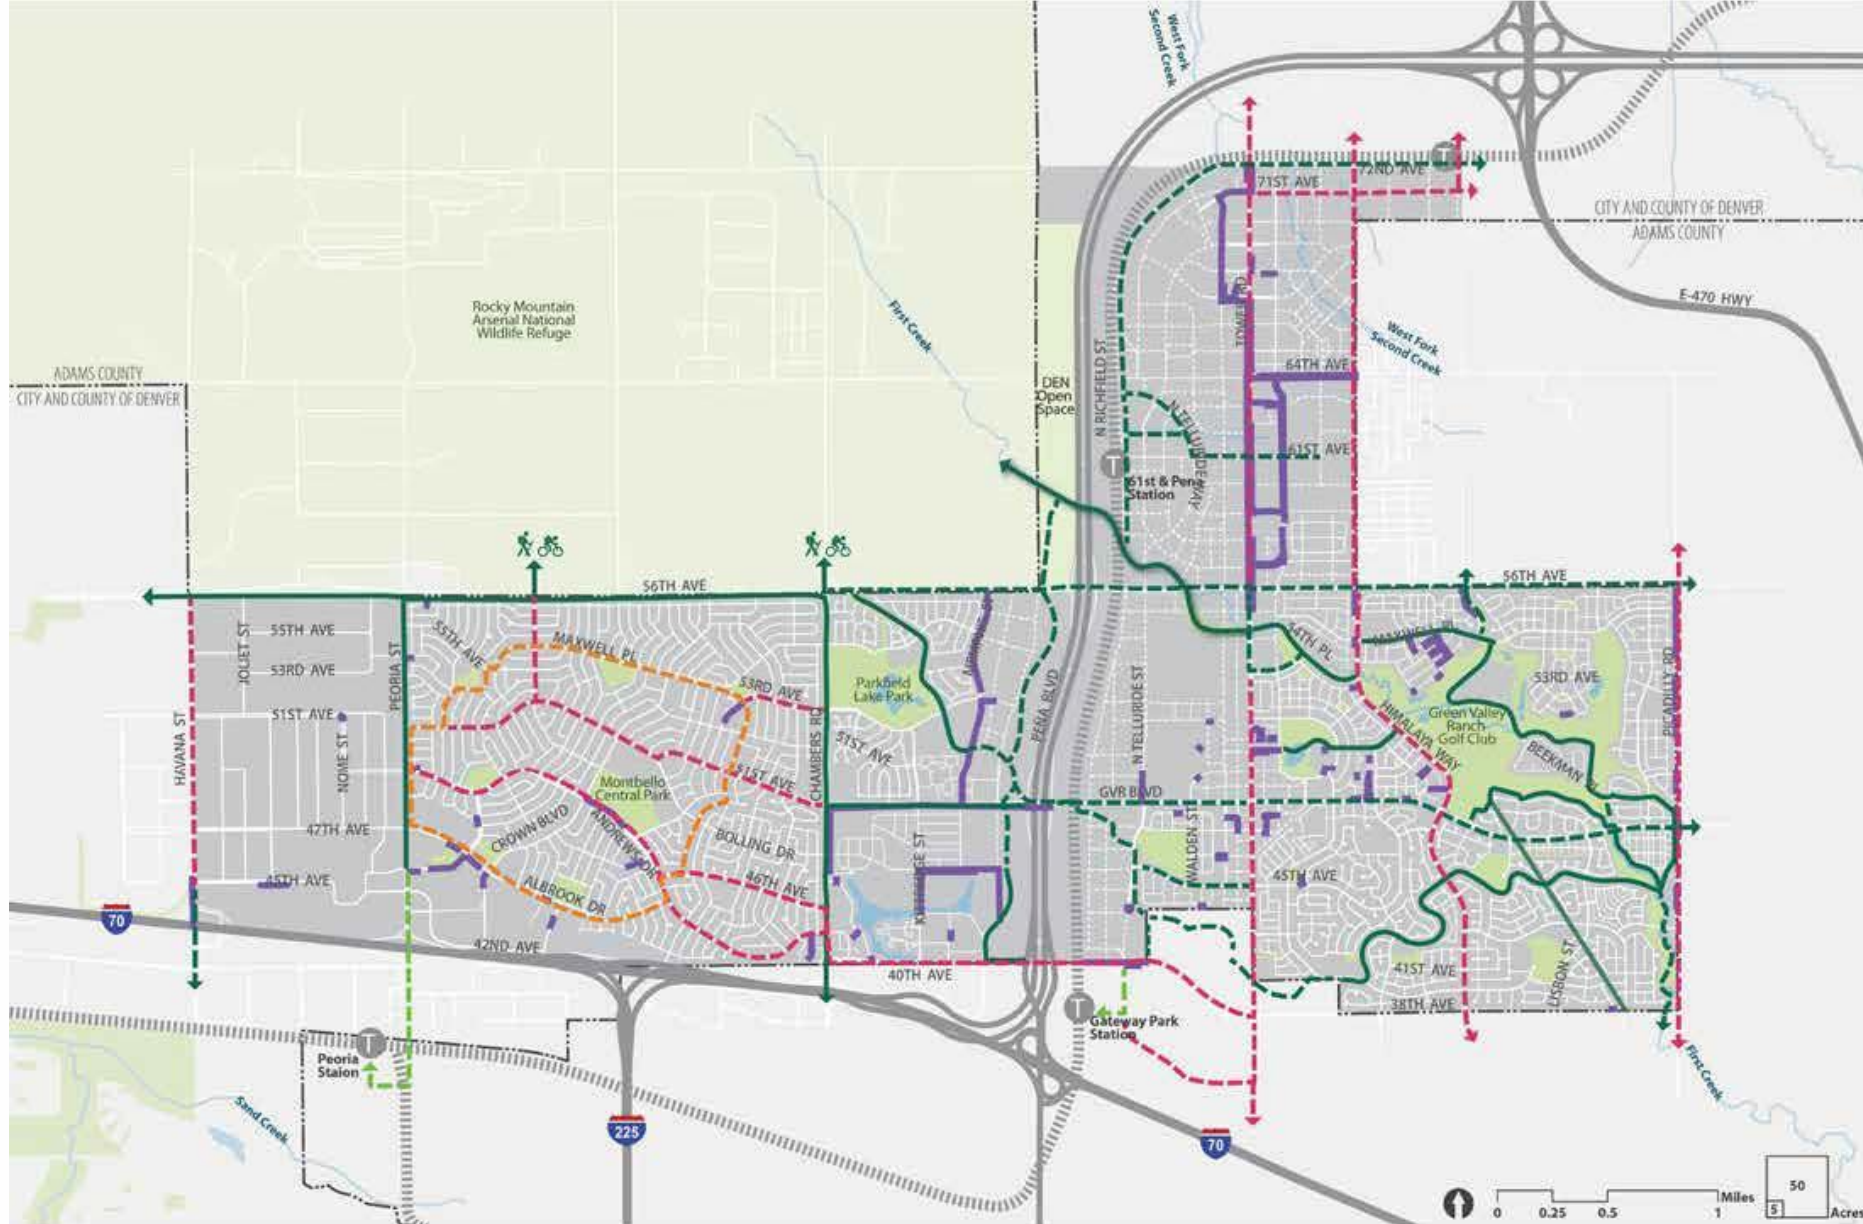 West Fork
Second Creek
72ND AVE
71ST AVE
CITY AND COUNTY OF DENVER
ADAMS COUNTY
E-470 HWY
Rocky Mountain
Arsenal National
Wildlife Refuge
First Creek
TOWER RD
West Fork
Second Creek
64TH AVE
ADAMS COUNTY
CITY AND COUNTY OF DENVER
DEN
Open
Space
N RICHFIELD ST
N TELLURIDE WAY
61ST AVE
T
61st & Pena
Station
56TH AVE
56TH AVE
55TH AVE
JOLIET ST
53RD AVE
51ST AVE
HAVANA ST
NOME ST
PEORIA ST
55TH AVE
MAXWELL PL
53RD AVE
Parkfield
Lake Park
51ST AVE
PENA BLVD
N TELLURIDE ST
54TH PL
MAXWELL PL
53RD AVE
PICADILLY RD
HIMALAYA WAY
Green Valley
Ranch
Golf Club
BEEKMAN PL
CHAMBERS RD
51ST AVE
Montbello
Central Park
GVR BLVD
47TH AVE
CROWN BLVD
ANDREWS DR
BOLLING DR
WALDEN ST
45TH AVE
45TH AVE
ALBROOK DR
46TH AVE
70
42ND AVE
40TH AVE
41ST AVE
LISBON ST
38TH AVE
T
Gateway Park
Station
T
Peoria
Staion
Sand Creek
First Creek
225
70
0 0.25 0.5 1 Miles
50
5
Acres